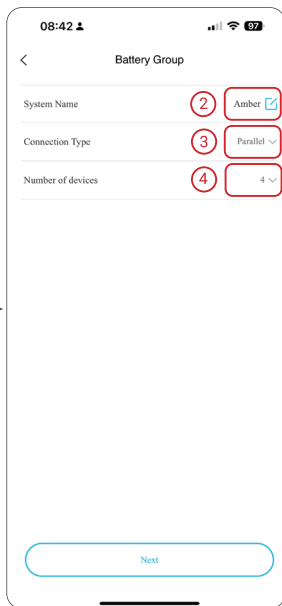 08:42 97
Battery Group
System Name 2 Amber
Connection Type 3 Parallel
Number of devices 4 4
Next